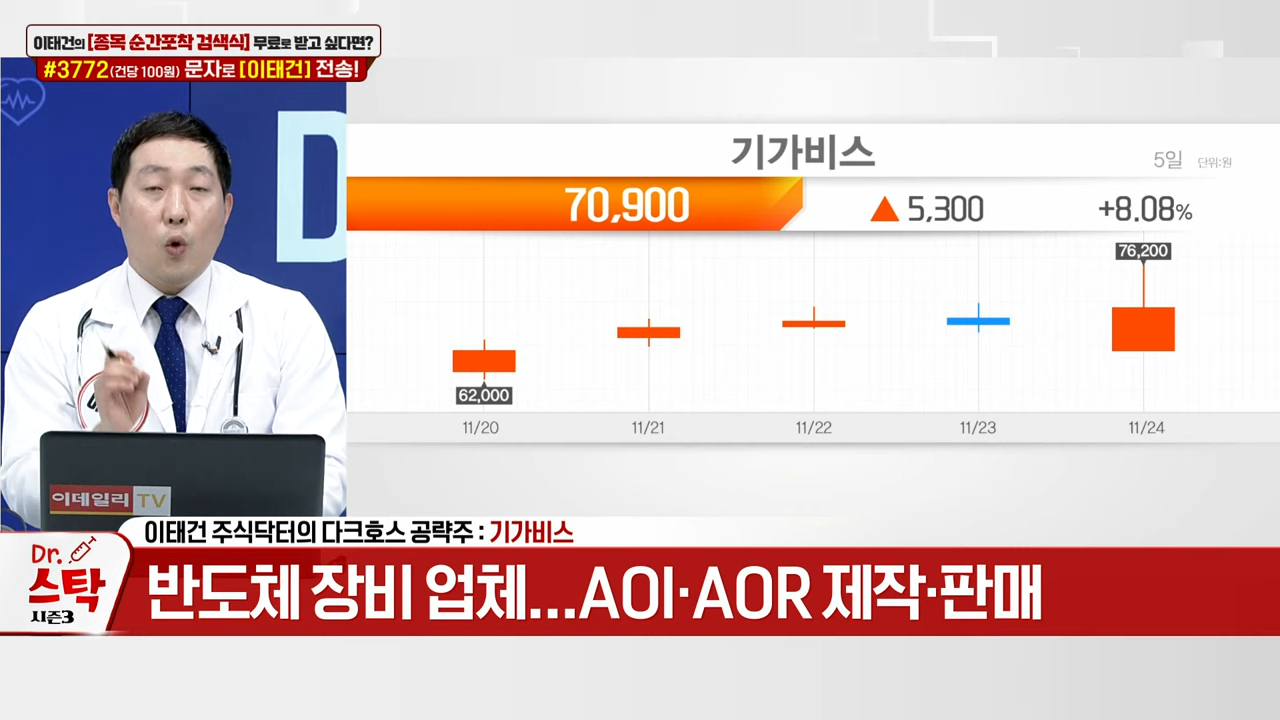 이태건의 [종목 순간포착 검색식] 무료로 받고 싶다면?
#3772(건당 100원) 문자로 [이태건] 전송!
D
기가비스
5일 단위:원
70,900 ▲ 5,300 +8.08%
76,200
62,000
11/20 11/21 11/22 11/23 11/24
이데일리 TV
이태건 주식닥터의 다크호스 공략주 : 기가비스
Dr.
스탁
시즌3
반도체 장비 업체...AOI·AOR 제작·판매